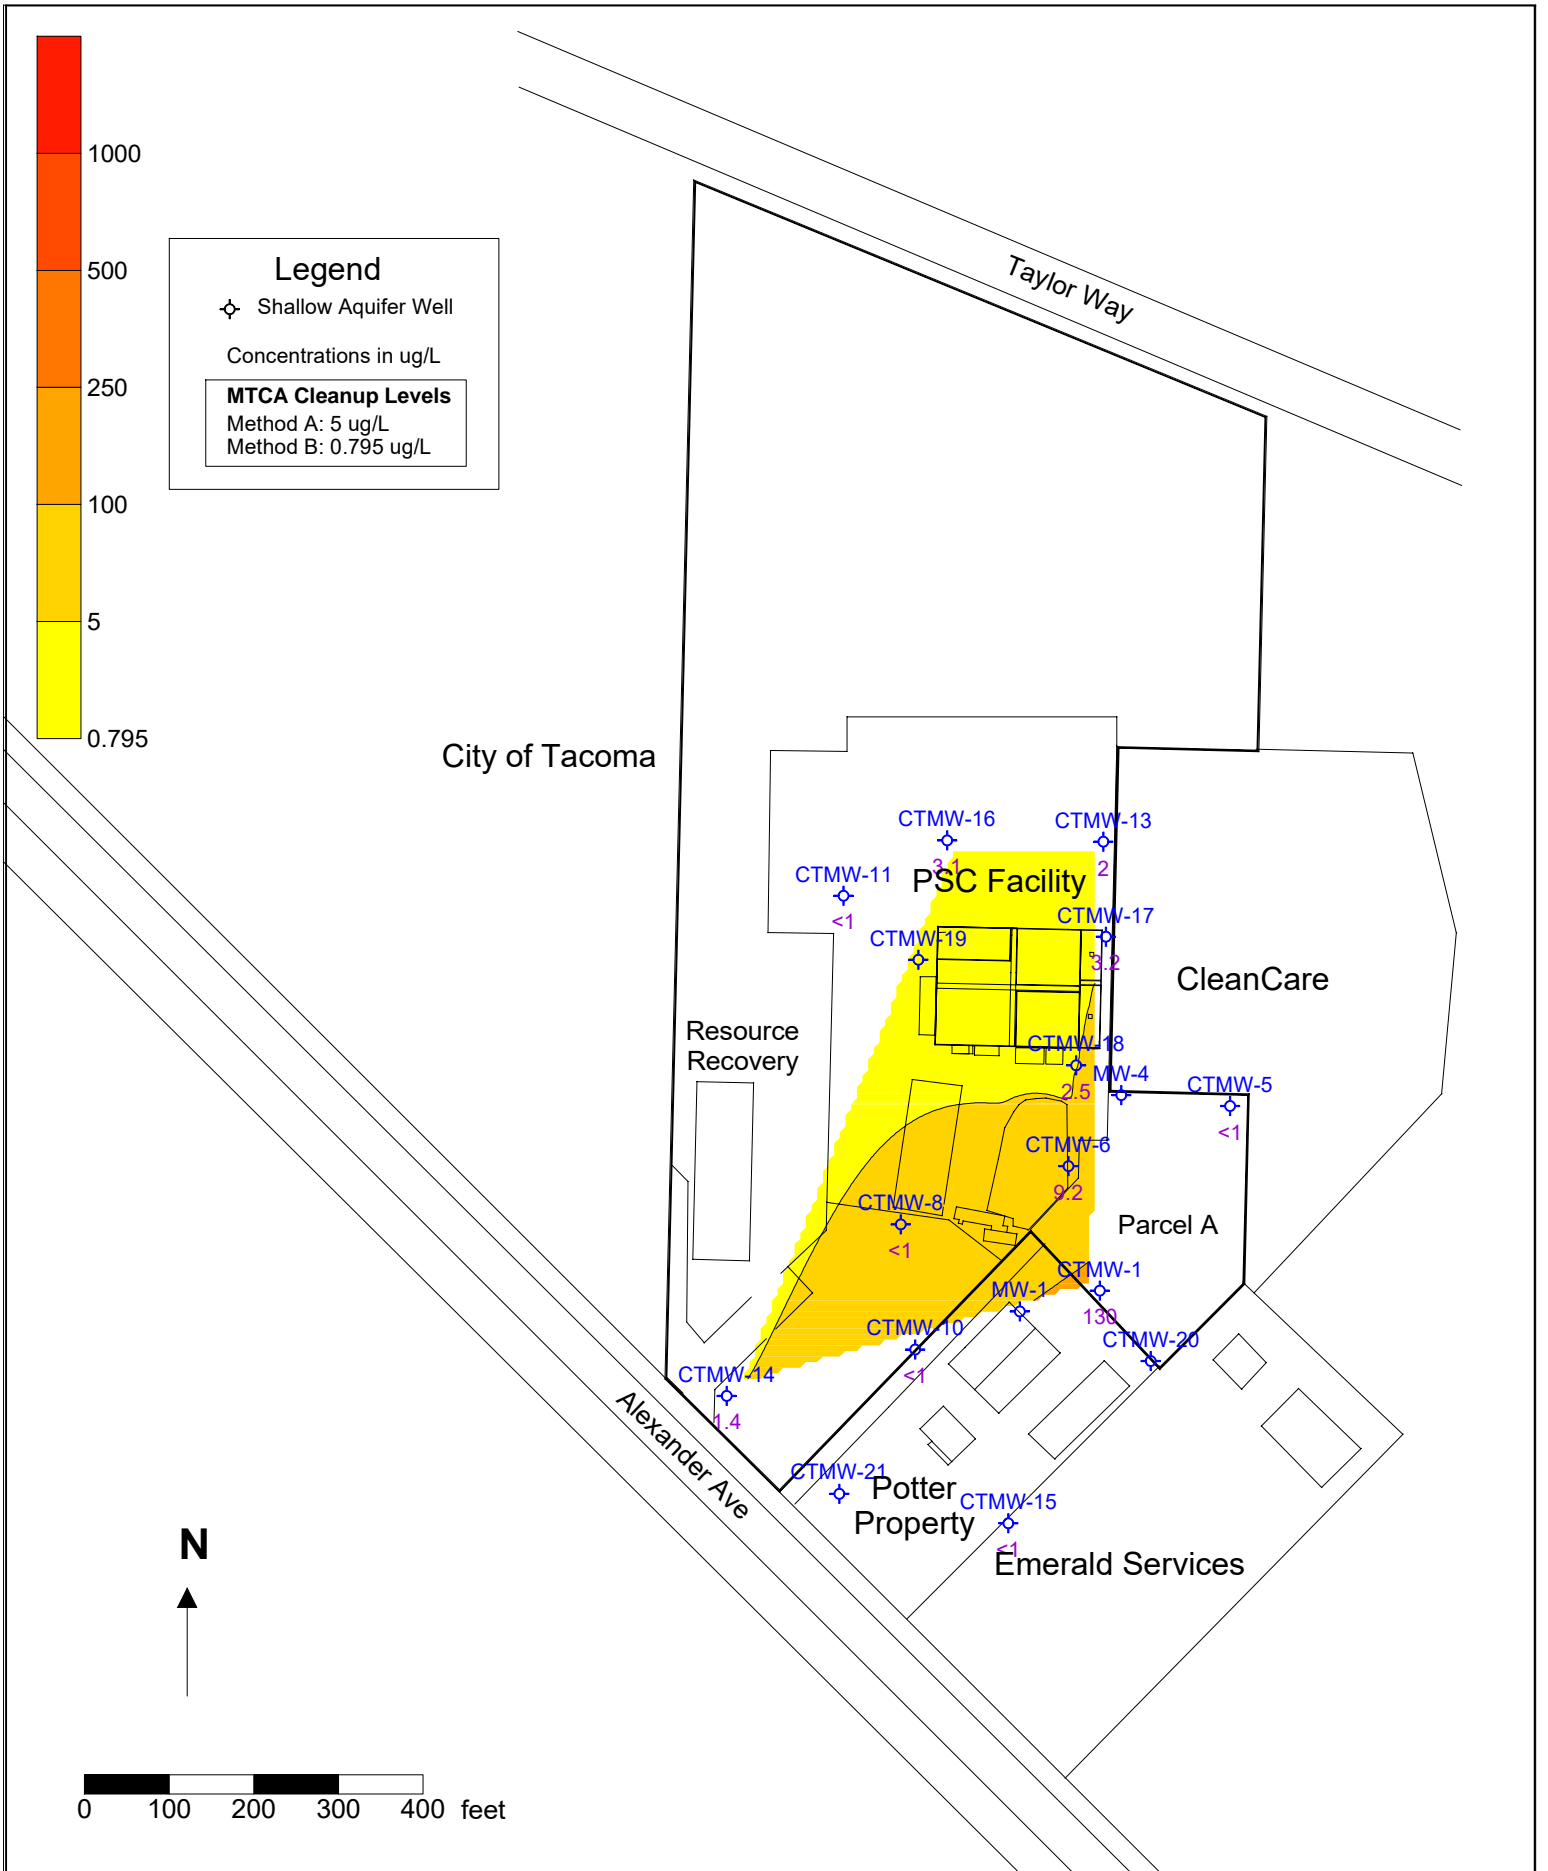 1000
500
250
100
5
0.795
Legend
Shallow Aquifer Well
Concentrations in ug/L
MTCA Cleanup Levels
Method A: 5 ug/L
Method B: 0.795 ug/L
Taylor Way
City of Tacoma
CTMW-16
3.1
CTMW-13
2
CTMW-11
<1
PSC Facility
CTMW-17
3.2
CTMW-19
CleanCare
Resource
Recovery
CTMW-18
2.5
MW-4
CTMW-5
<1
CTMW-6
9.2
CTMW-8
<1
Parcel A
CTMW-1
130
MW-1
CTMW-10
<1
CTMW-20
CTMW-14
1.4
Alexander Ave
CTMW-21
Potter
Property
CTMW-15
<1
Emerald Services
N
0 100 200 300 400 feet